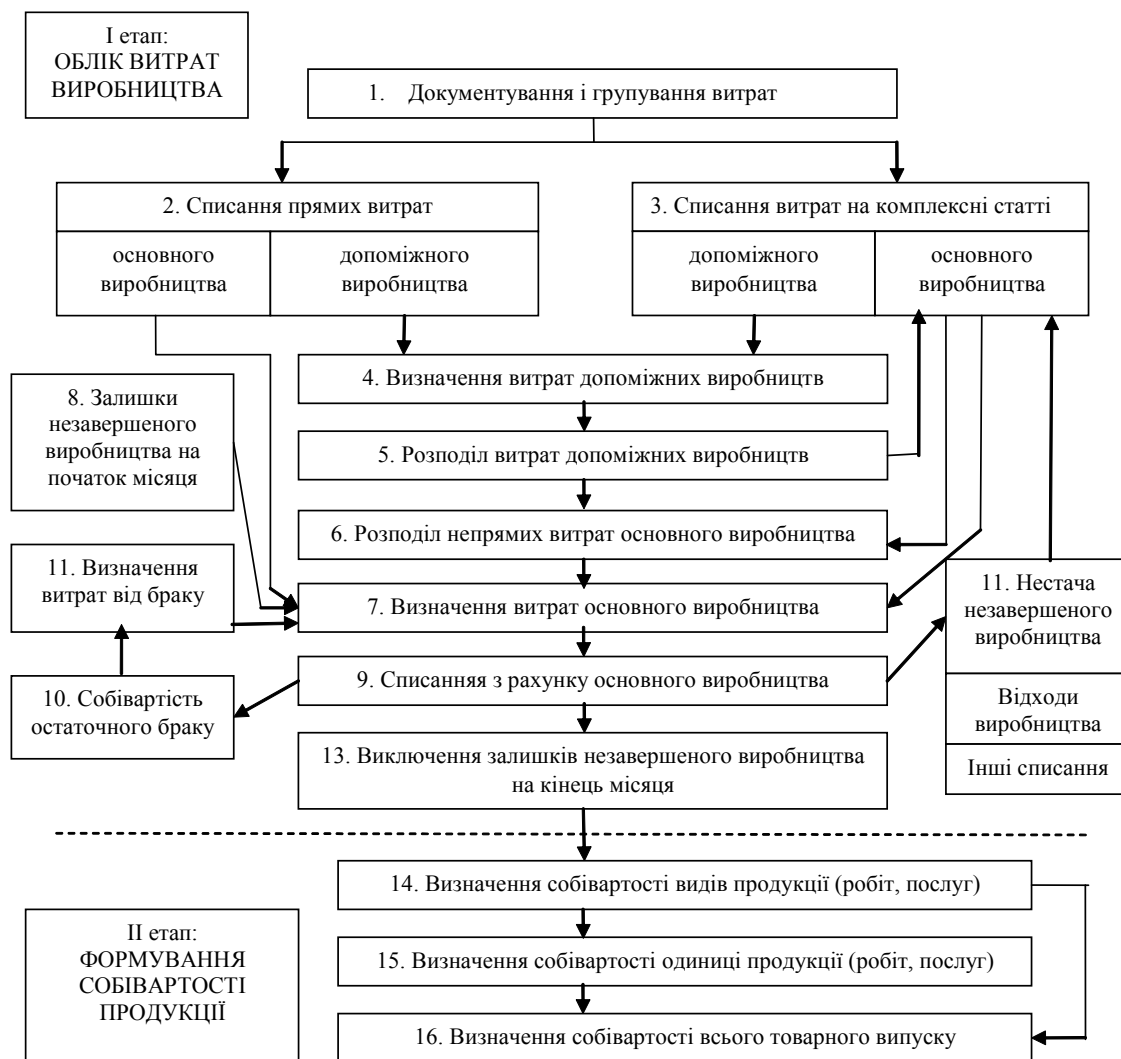 І етап:
ОБЛІК ВИТРАТ
ВИРОБНИЦТВА
1. Документування і групування витрат
2. Списання прямих витрат
3. Списання витрат на комплексні статті
основного
виробництва
допоміжного
виробництва
допоміжного
виробництва
основного
виробництва
4. Визначення витрат допоміжних виробництв
8. Залишки
незавершеного
виробництва на
початок місяця
5. Розподіл витрат допоміжних виробництв
6. Розподіл непрямих витрат основного виробництва
11. Визначення
витрат від браку
7. Визначення витрат основного виробництва
11. Нестача
незавершеного
виробництва
9. Списанняя з рахунку основного виробництва
10. Собівартість
остаточного браку
Відходи
виробництва
Інші списання
13. Виключення залишків незавершеного виробництва
на кінець місяця
14. Визначення собівартості видів продукції (робіт, послуг)
ІІ етап:
ФОРМУВАННЯ
СОБІВАРТОСТІ
ПРОДУКЦІЇ
15. Визначення собівартості одиниці продукції (робіт, послуг)
16. Визначення собівартості всього товарного випуску